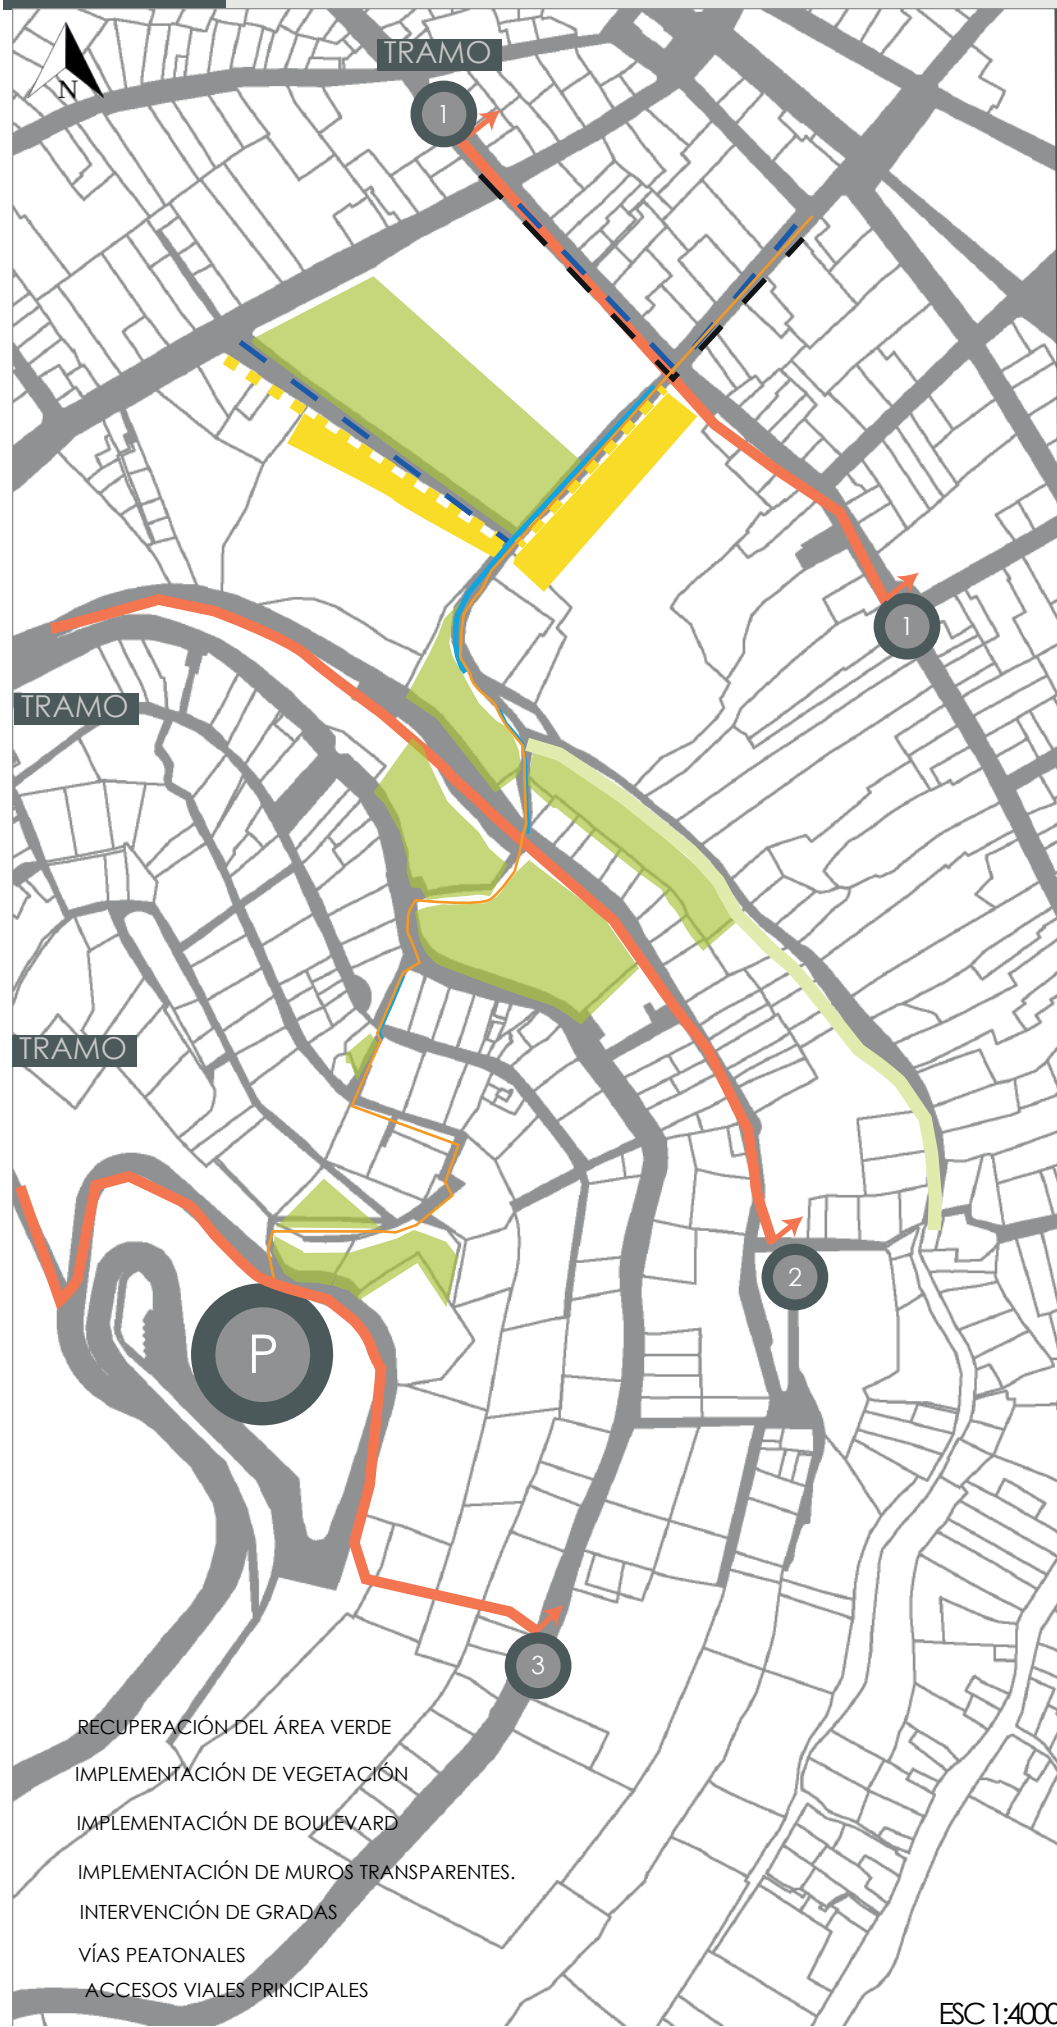 N
TRAMO
1
1
TRAMO
TRAMO
2
P
3
RECUPERACIÓN DEL ÁREA VERDE
IMPLEMENTACIÓN DE VEGETACIÓN
IMPLEMENTACIÓN DE BOULEVARD
IMPLEMENTACIÓN DE MUROS TRANSPARENTES.
INTERVENCIÓN DE GRADAS
VÍAS PEATONALES
ACCESOS VIALES PRINCIPALES
ESC 1:4000